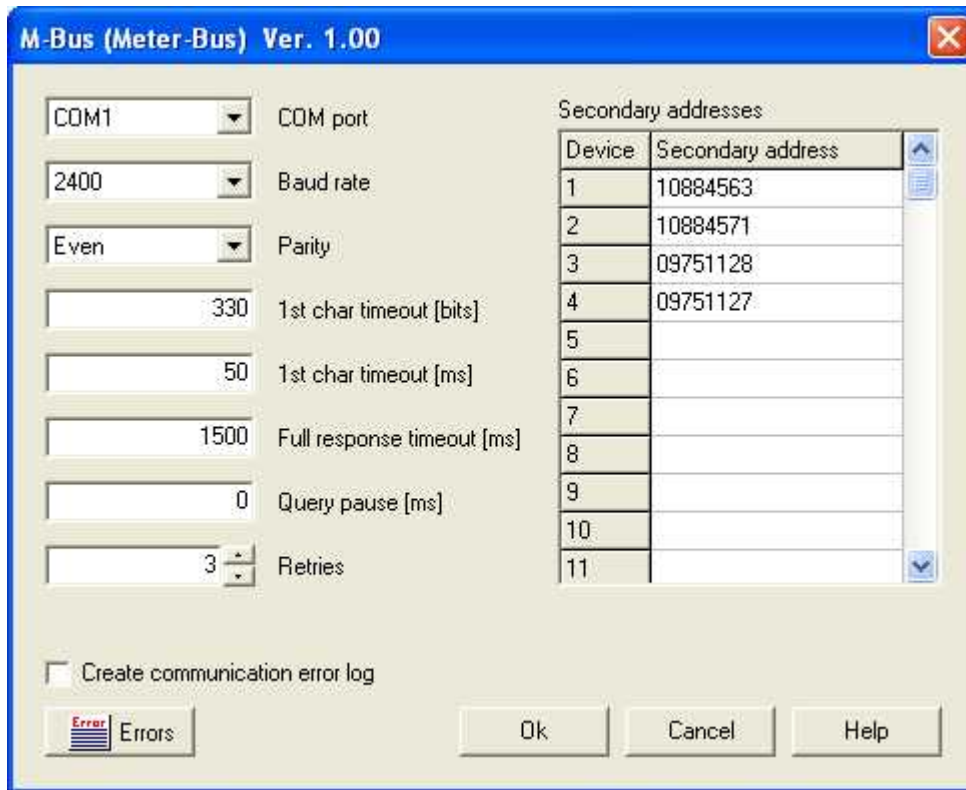 M-Bus (Meter-Bus) Ver. 1.00
COM1 COM port
2400 Baud rate
Even Parity
330 1st char timeout [bits]
50 1st char timeout [ms]
1500 Full response timeout [ms]
0 Query pause [ms]
3 Retries
Secondary addresses
Device Secondary address
1 10884563
2 10884571
3 09751128
4 09751127
5
6
7
8
9
10
11
Create communication error log
Error Errors
Ok Cancel Help